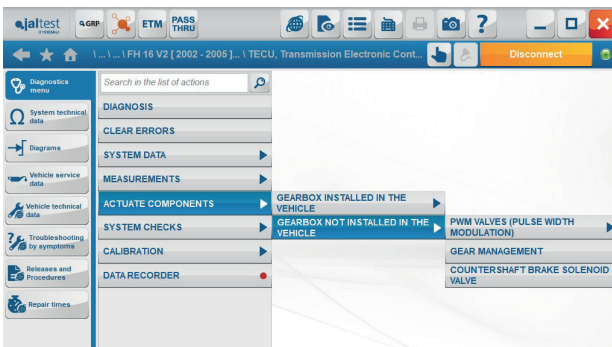 ajaltest
GRP
ETM
PASS
THRU
?
\ ... \ ... \ FH 16 V2 [ 2002 - 2005 ]... \ TECU, Transmission Electronic Cont...
Disconnect
Diagnostics
menu
Search in the list of actions
System technical
data
DIAGNOSIS
CLEAR ERRORS
Diagrams
SYSTEM DATA
Vehicle service
data
MEASUREMENTS
Vehicle technical
data
ACTUATE COMPONENTS
GEARBOX INSTALLED IN THE
VEHICLE
Troubleshooting
by symptoms
SYSTEM CHECKS
GEARBOX NOT INSTALLED IN THE
VEHICLE
PWM VALVES (PULSE WIDTH
MODULATION)
CALIBRATION
GEAR MANAGEMENT
Releases and
Procedures
DATA RECORDER
COUNTERSHAFT BRAKE SOLENOID
VALVE
Repair times